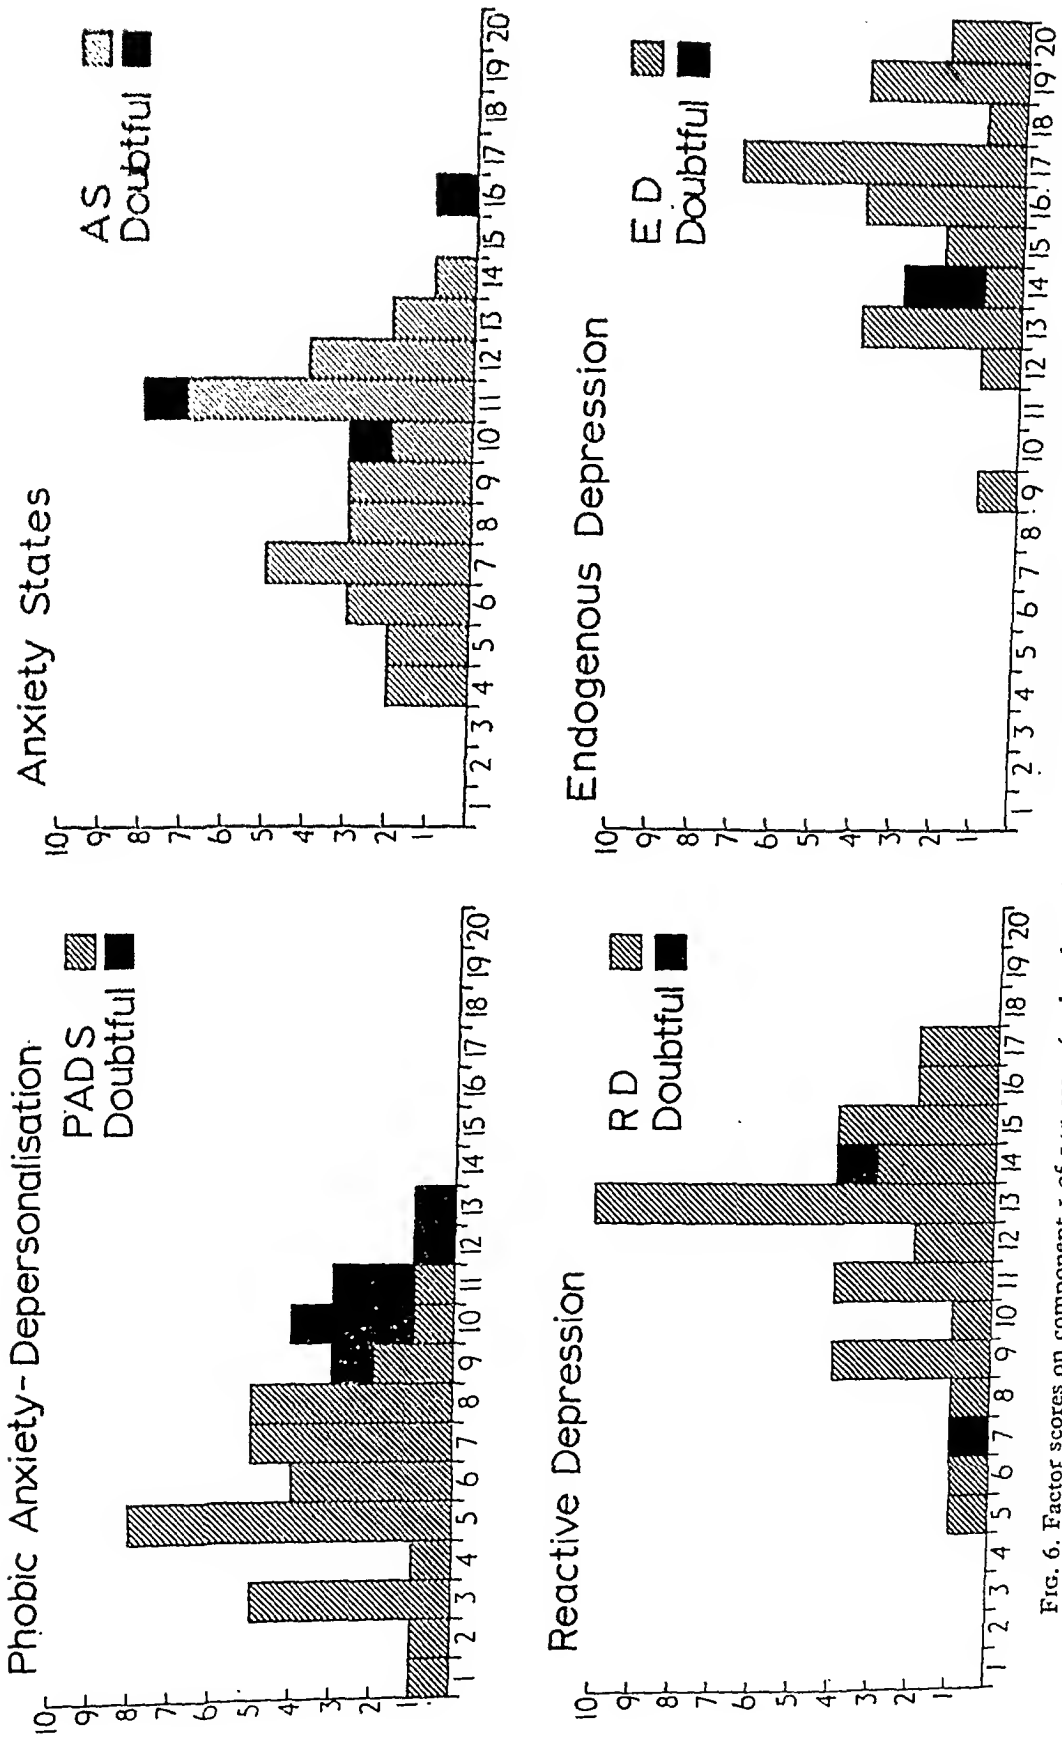 Phobic Anxiety-Depersonalisation
PADS
Doubtful
10 9 8 7 6 5 4 3 2 1
1 2 3 4 5 6 7 8 9 10 11 12 13 14 15 16 17 18 19 20
Anxiety States
AS
Doubtful
10 9 8 7 6 5 4 3 2 1
1 2 3 4 5 6 7 8 9 10 11 12 13 14 15 16 17 18 19 20
Reactive Depression
RD
Doubtful
10 9 8 7 6 5 4 3 2 1
1 2 3 4 5 6 7 8 9 10 11 12 13 14 15 16 17 18 19 20
Endogenous Depression
ED
Doubtful
10 9 8 7 6 5 4 3 2 1
1 2 3 4 5 6 7 8 9 10 11 12 13 14 15 16 17 18 19 20
FIG. 6. Factor scores on component 1 of